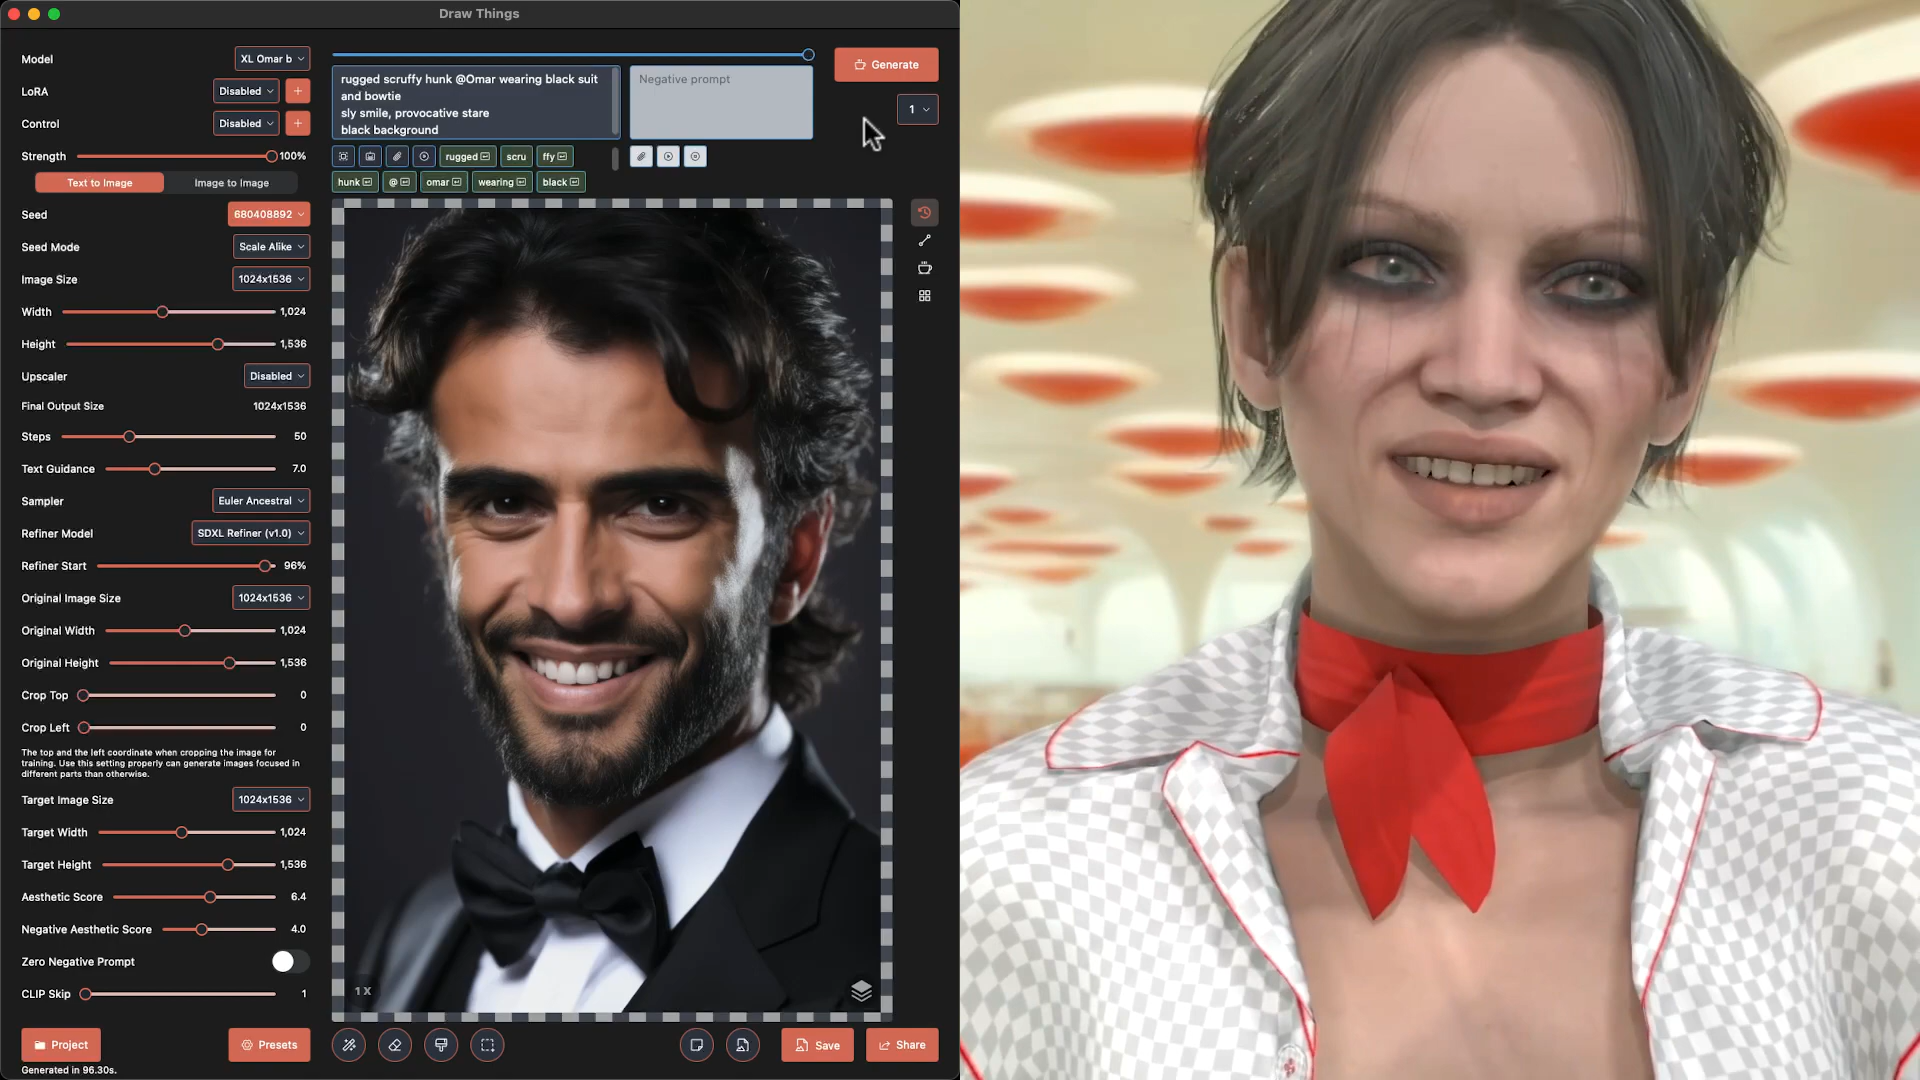 Draw Things
Model
XL Omar b
LoRA
Disabled
+
Control
Disabled
+
Strength
100%
Text to Image
Image to Image
Seed
680408892
Seed Mode
Scale Alike
Image Size
1024x1536
Width
1,024
Height
1,536
Upscaler
Disabled
Final Output Size
1024x1536
Steps
50
Text Guidance
7.0
Sampler
Euler Ancestral
Refiner Model
SDXL Refiner (v1.0)
Refiner Start
96%
Original Image Size
1024x1536
Original Width
1,024
Original Height
1,536
Crop Top
0
Crop Left
0
The top and the left coordinate when cropping the image for
training. Use this setting properly can generate images focused in
different parts than otherwise.
Target Image Size
1024x1536
Target Width
1,024
Target Height
1,536
Aesthetic Score
6.4
Negative Aesthetic Score
4.0
Zero Negative Prompt
CLIP Skip
1
Project
Presets
Generated in 96.30s.
rugged scruffy hunk @Omar wearing black suit
and bowtie
sly smile, provocative stare
black background
Negative prompt
Generate
1
rugged
scru
ffy
hunk
@
omar
wearing
black
1 X
Save
Share